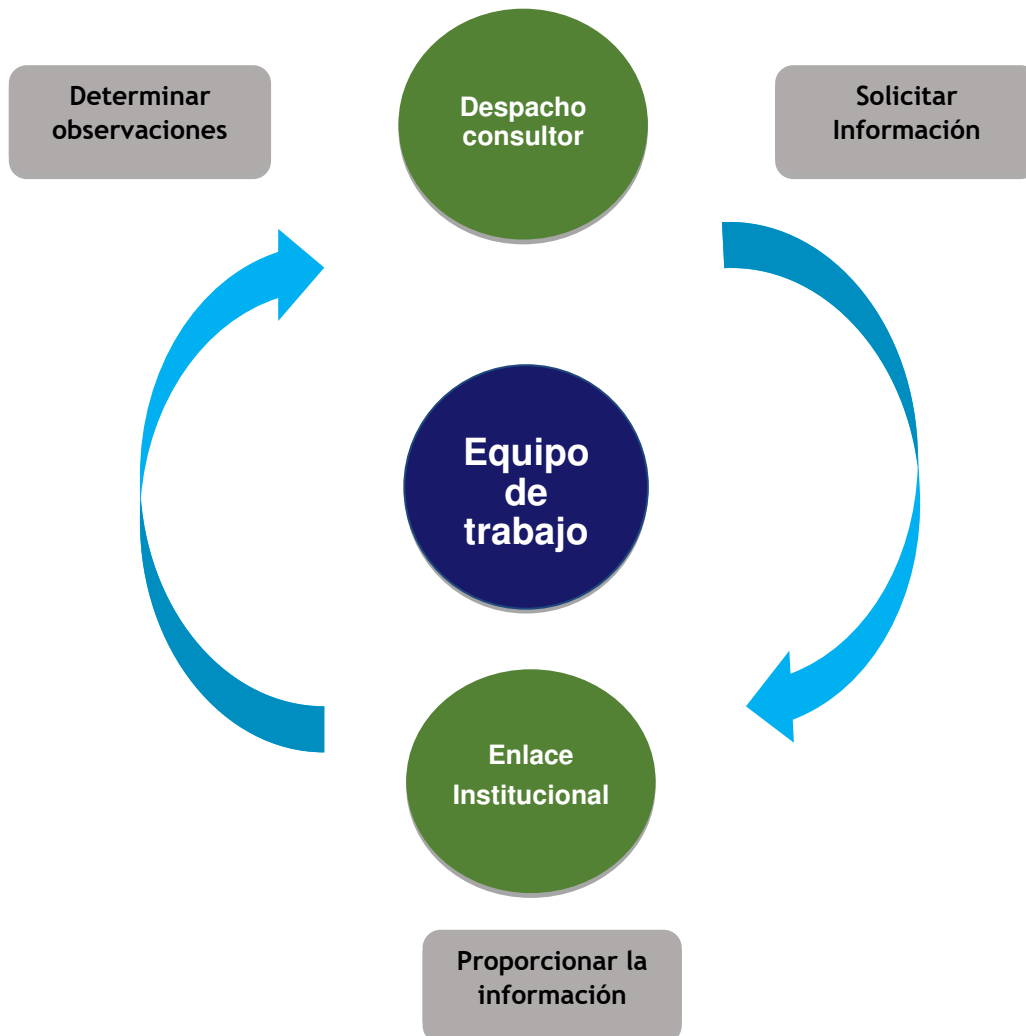 Determinar
observaciones
Despacho
consultor
Solicitar
Información
Equipo
de
trabajo
Enlace
Institucional
Proporcionar la
información